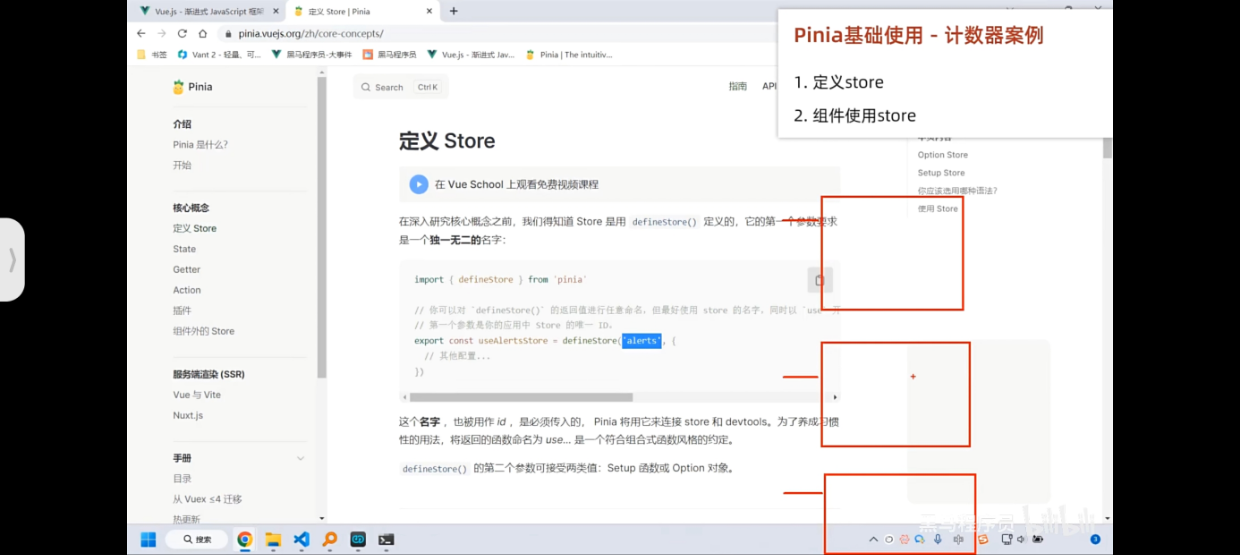 Vue.js - 渐进式 JavaScript 框架
定义 Store | Pinia
pinia.vuejs.org/zh/core-concepts/
书签
Vant 2 - 轻量、可...
黑马程序员-大事件
黑马程序员
Vue.js - 渐进式 Jav...
Pinia | The intuitiv...
Pinia基础使用 - 计数器案例
1. 定义store
2. 组件使用store
Pinia
Search
Ctrl K
指南
API
介绍
Pinia 是什么?
开始
核心概念
定义 Store
State
Getter
Action
插件
组件外的 Store
服务端渲染 (SSR)
Vue 与 Vite
Nuxt.js
手册
目录
从 Vuex ≤4 迁移
热更新
定义 Store
在 Vue School 上观看免费视频课程
在深入研究核心概念之前，我们得知道 Store 是用 defineStore() 定义的，它的第一个参数要求
是一个独一无二的名字：
import { defineStore } from 'pinia'
// 你可以对 `defineStore()` 的返回值进行任意命名，但最好使用 store 的名字，同时以 `use` 开
// 第一个参数是你的应用中 Store 的唯一 ID。
export const useAlertsStore = defineStore('alerts', {
// 其他配置...
})
这个名字 ，也被用作 id ，是必须传入的， Pinia 将用它来连接 store 和 devtools。为了养成习惯
性的用法，将返回的函数命名为 use... 是一个符合组合式函数风格的约定。
defineStore() 的第二个参数可接受两类值：Setup 函数或 Option 对象。
本页内容
Option Store
Setup Store
你应该选用哪种语法?
使用 Store
搜索
中
3
黑马程序员
bilibili